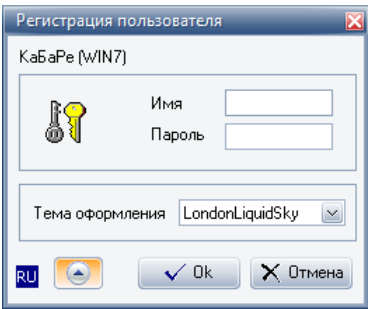 Регистрация пользователя
КаБаРе (WIN7)
Имя
Пароль
Тема оформления LondonLiquidSky
RU Ok Отмена